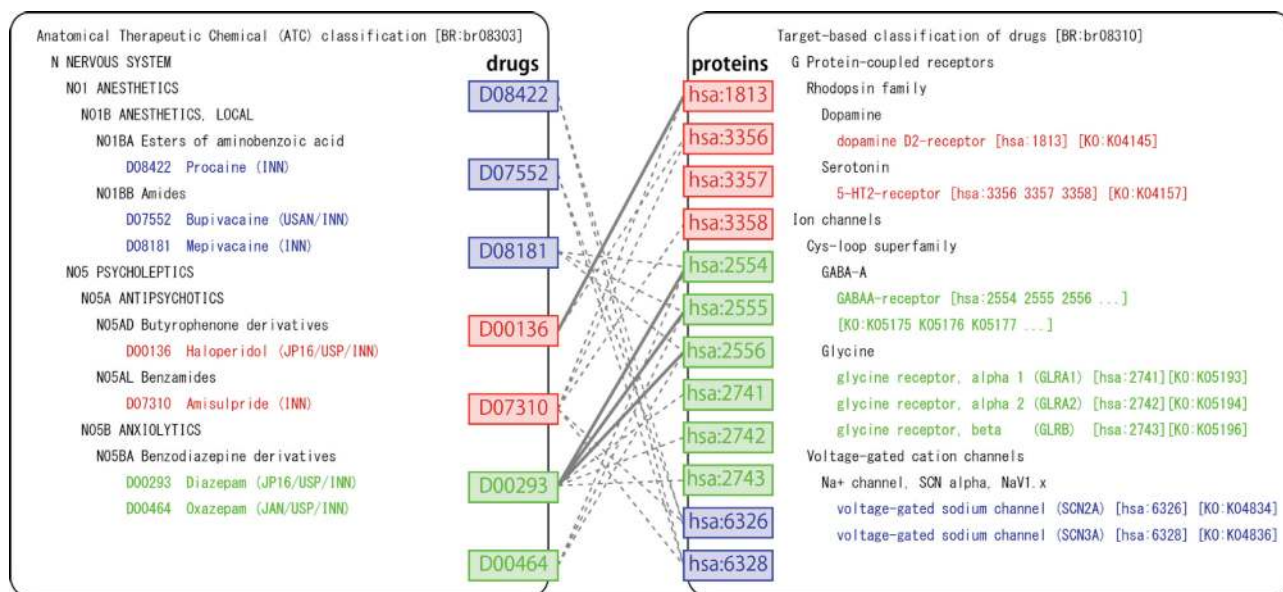 Anatomical Therapeutic Chemical (ATC) classification [BR:br08303]
N NERVOUS SYSTEM
N01 ANESTHETICS
N01B ANESTHETICS, LOCAL
N01BA Esters of aminobenzoic acid
D08422 Procaine (INN)
N01BB Amides
D07552 Bupivacaine (USAN/INN)
D08181 Mepivacaine (INN)
N05 PSYCHOLEPTICS
N05A ANTIPSYCHOTICS
N05AD Butyrophenone derivatives
D00136 Haloperidol (JP16/USP/INN)
N05AL Benzamides
D07310 Amisulpride (INN)
N05B ANXIOLYTICS
N05BA Benzodiazepine derivatives
D00293 Diazepam (JP16/USP/INN)
D00464 Oxazepam (JAN/USP/INN)
drugs
D08422
D07552
D08181
D00136
D07310
D00293
D00464
proteins
hsa:1813
hsa:3356
hsa:3357
hsa:3358
hsa:2554
hsa:2555
hsa:2556
hsa:2741
hsa:2742
hsa:2743
hsa:6326
hsa:6328
Target-based classification of drugs [BR:br08310]
G Protein-coupled receptors
Rhodopsin family
Dopamine
dopamine D2-receptor [hsa:1813] [KO:K04145]
Serotonin
5-HT2-receptor [hsa:3356 3357 3358] [KO:K04157]
Ion channels
Cys-loop superfamily
GABA-A
GABAA-receptor [hsa:2554 2555 2556 ...]
[KO:K05175 K05176 K05177 ...]
Glycine
glycine receptor, alpha 1 (GLRA1) [hsa:2741][KO:K05193]
glycine receptor, alpha 2 (GLRA2) [hsa:2742][KO:K05194]
glycine receptor, beta (GLRB) [hsa:2743][KO:K05196]
Voltage-gated cation channels
Na+ channel, SCN alpha, NaV1.x
voltage-gated sodium channel (SCN2A) [hsa:6326] [KO:K04834]
voltage-gated sodium channel (SCN3A) [hsa:6328] [KO:K04836]